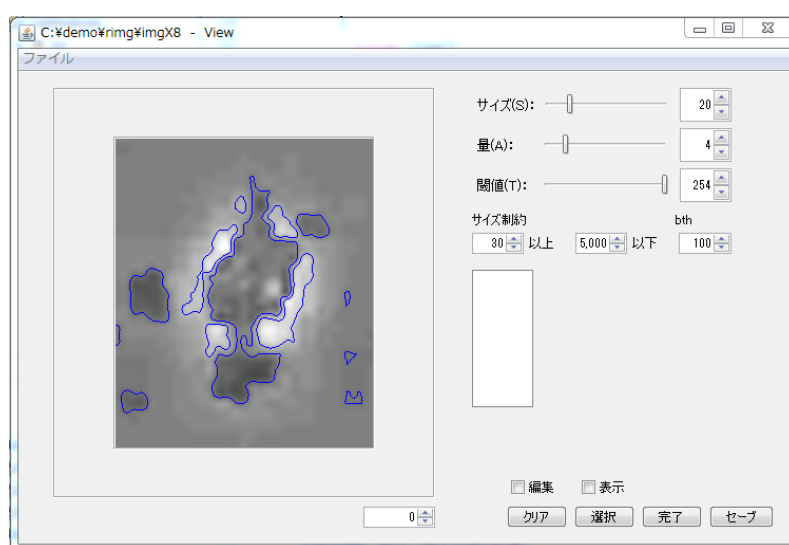 C:¥demo¥rimg¥imgX8 - View
ファイル
サイズ(S): 20
量(A): 4
閾値(T): 254
サイズ制約 bth
30 以上 5,000 以下 100
編集 表示
0 クリア 選択 完了 セーブ